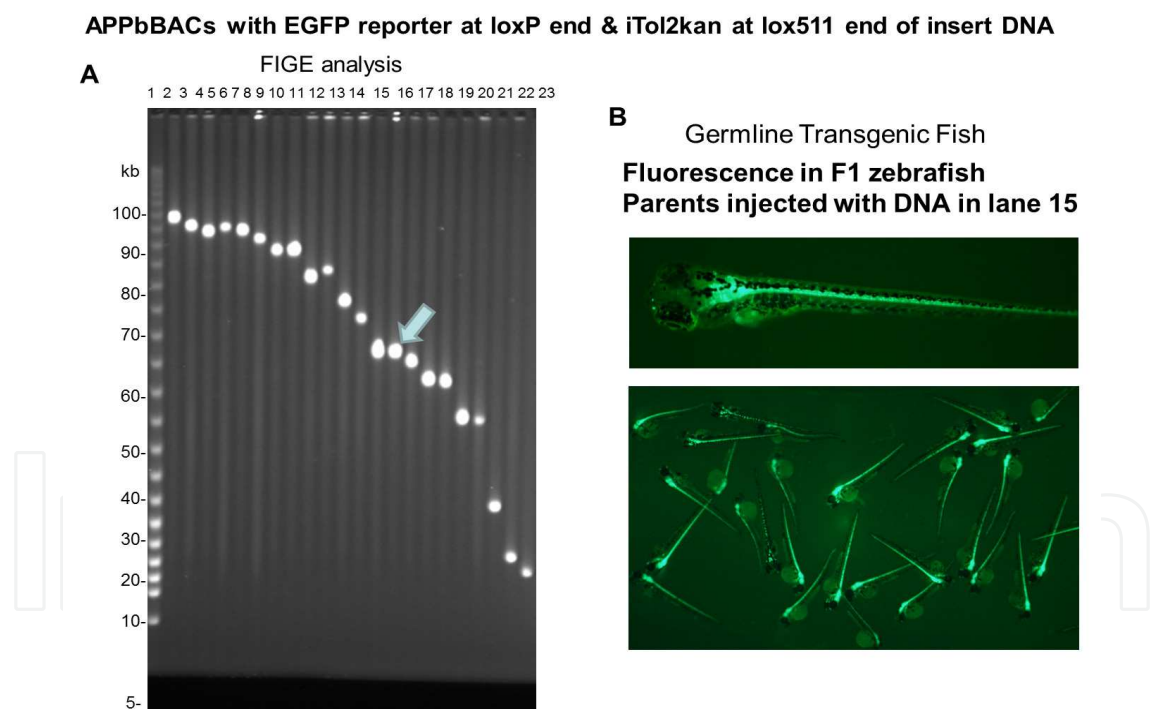 APPbBACs with EGFP reporter at loxP end & iTol2kan at lox511 end of insert DNA
A
FIGE analysis
1 2 3 4 5 6 7 8 9 10 11 12 13 14 15 16 17 18 19 20 21 22 23
kb
100-
90-
80-
70-
60-
50-
40-
30-
20-
10-
5-
B
Germline Transgenic Fish
Fluorescence in F1 zebrafish
Parents injected with DNA in lane 15